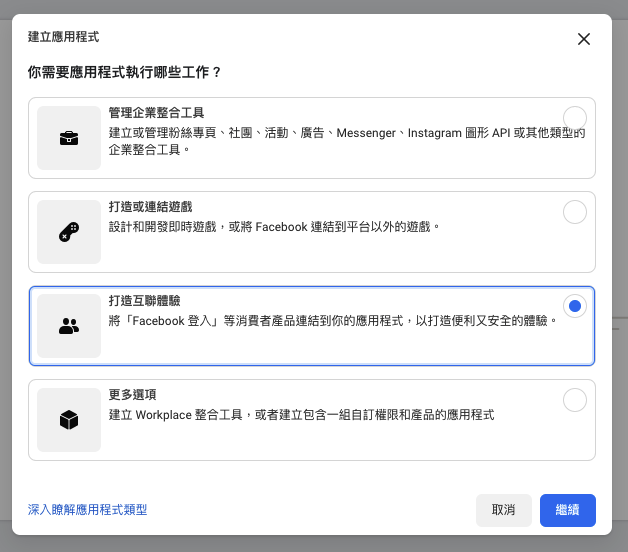 建立應用程式
你需要應用程式執行哪些工作？
管理企業整合工具
建立或管理粉絲專頁、社團、活動、廣告、Messenger、Instagram 圖形 API 或其他類型的
企業整合工具。
打造或連結遊戲
設計和開發即時遊戲，或將 Facebook 連結到平台以外的遊戲。
打造互聯體驗
將「Facebook 登入」等消費者產品連結到你的應用程式，以打造便利又安全的體驗。
更多選項
建立 Workplace 整合工具，或者建立包含一組自訂權限和產品的應用程式
深入瞭解應用程式類型
取消
繼續